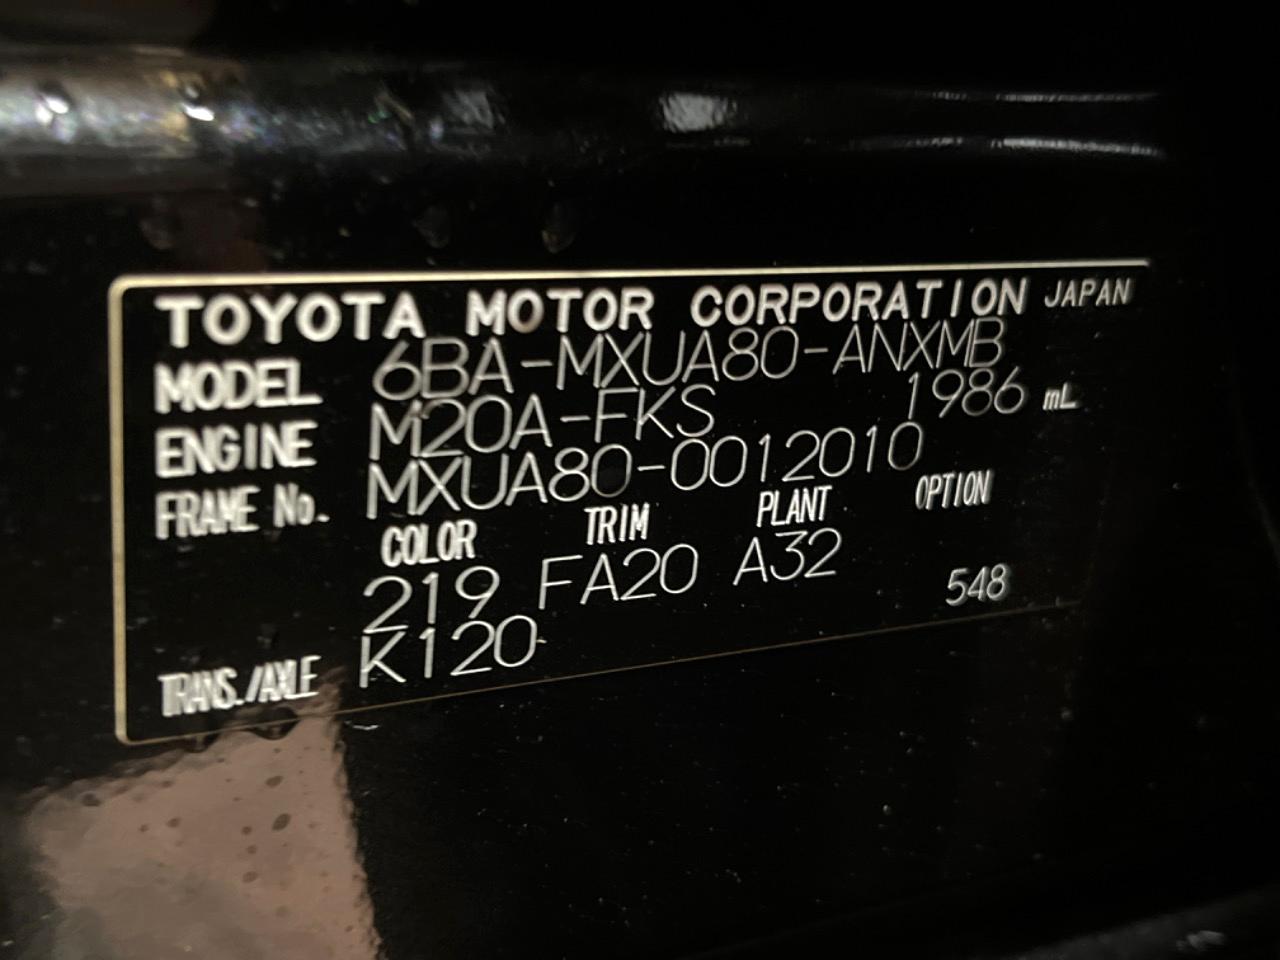 TOYOTA MOTOR CORPORATION JAPAN
MODEL 6BA-MXUA80-ANXMB
ENGINE M20A-FKS 1986 mL
FRAME No. MXUA80-0012010
COLOR TRIM PLANT OPTION
219 FA20 A32 548
TRANS./AXLE K120